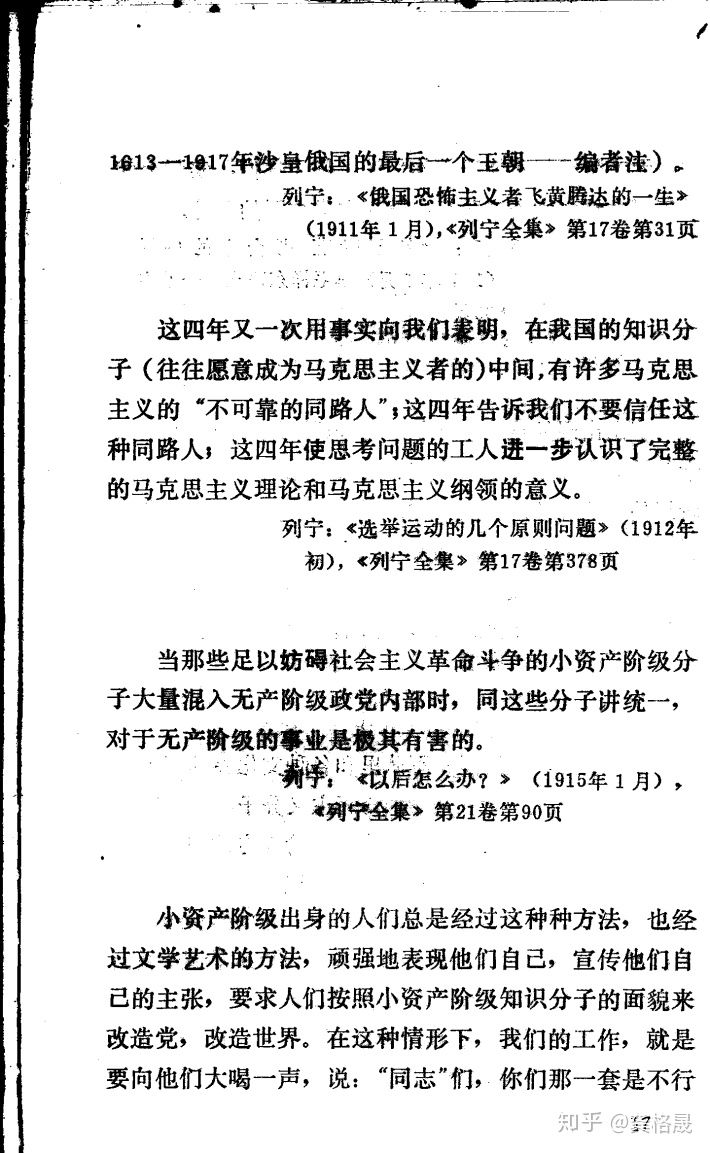 1613—1917年沙皇俄国的最后一个王朝——编者注）。
列宁：《俄国恐怖主义者飞黄腾达的一生》
（1911年1月），《列宁全集》第17卷第31页
这四年又一次用事实向我们表明，在我国的知识分
子（往往愿意成为马克思主义者的）中间，有许多马克思
主义的“不可靠的同路人”；这四年告诉我们不要信任这
种同路人；这四年使思考问题的工人进一步认识了完整
的马克思主义理论和马克思主义纲领的意义。
列宁：《选举运动的几个原则问题》（1912年
初），《列宁全集》第17卷第378页
当那些足以妨碍社会主义革命斗争的小资产阶级分
子大量混入无产阶级政党内部时，同这些分子讲统一，
对于无产阶级的事业是极其有害的。
列宁：《以后怎么办？》（1915年1月），
《列宁全集》第21卷第90页
小资产阶级出身的人们总是经过这种种方法，也经
过文学艺术的方法，顽强地表现他们自己，宣传他们自
己的主张，要求人们按照小资产阶级知识分子的面貌来
改造党，改造世界。在这种情形下，我们的工作，就是
要向他们大喝一声，说：“同志”们，你们那一套是不行
知乎 @格晟